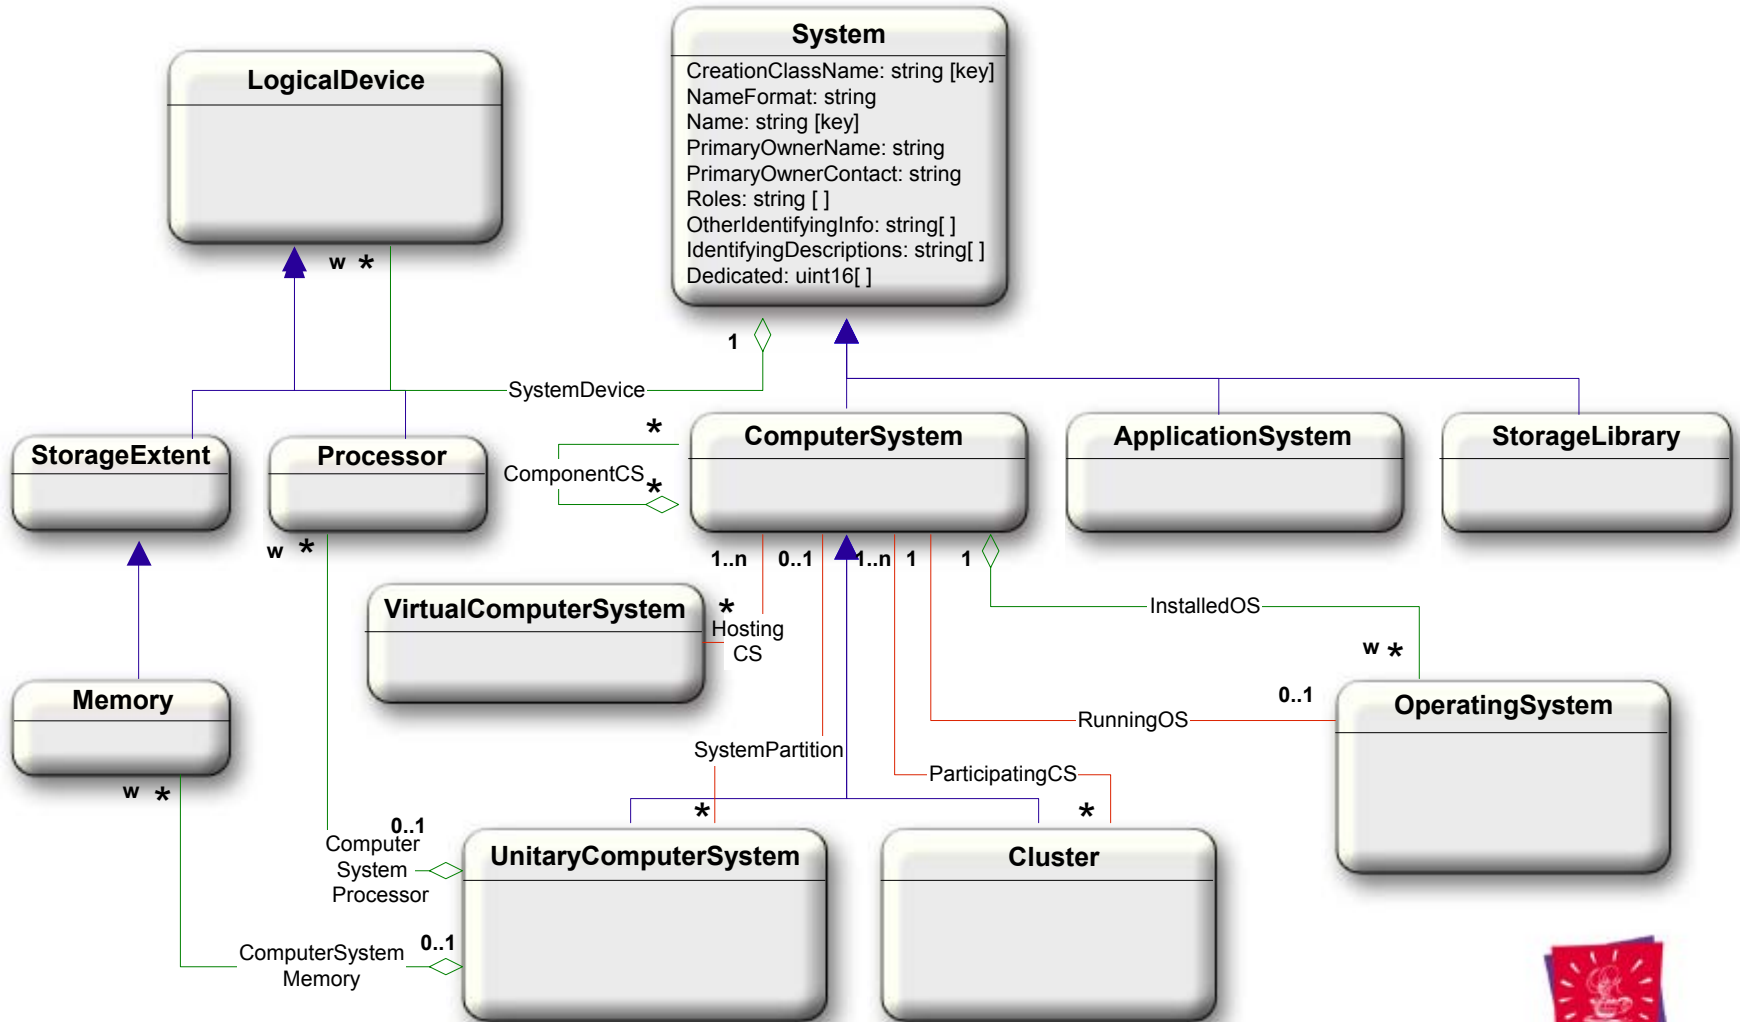 System
CreationClassName: string [key]
NameFormat: string
Name: string [key]
PrimaryOwnerName: string
PrimaryOwnerContact: string
Roles: string [ ]
OtherIdentifyingInfo: string[ ]
IdentifyingDescriptions: string[ ]
Dedicated: uint16[ ]
LogicalDevice
w *
1
SystemDevice
StorageExtent
Processor
w *
*
ComponentCS
*
ComputerSystem
ApplicationSystem
StorageLibrary
1..n
0..1
1..n
1
1
VirtualComputerSystem
*
Hosting
CS
InstalledOS
w *
Memory
w *
SystemPartition
*
RunningOS
0..1
ParticipatingCS
*
OperatingSystem
0..1
Computer
System
Processor
UnitaryComputerSystem
Cluster
ComputerSystem
Memory
0..1